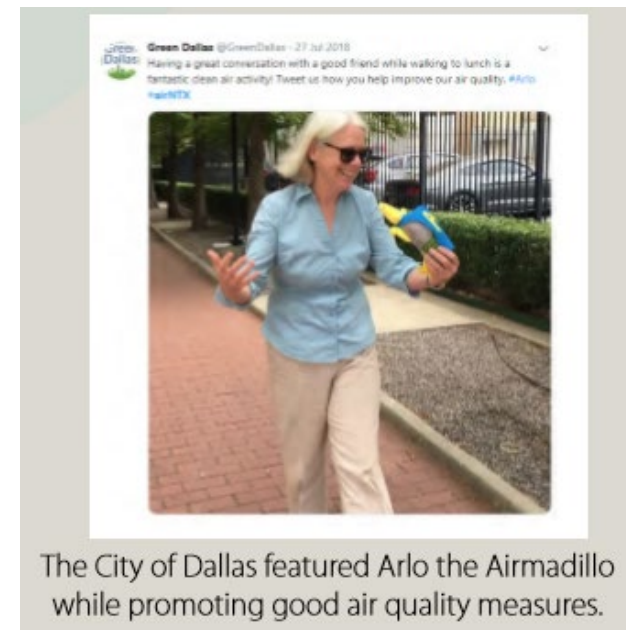 Green Dallas
Green Dallas @GreenDallas - 27 Jul 2018
Having a great conversation with a good friend while walking to lunch is a
fantastic clean air activity! Tweet us how you help improve our air quality. #Arlo
#airNTX
The City of Dallas featured Arlo the Airmadillo
while promoting good air quality measures.